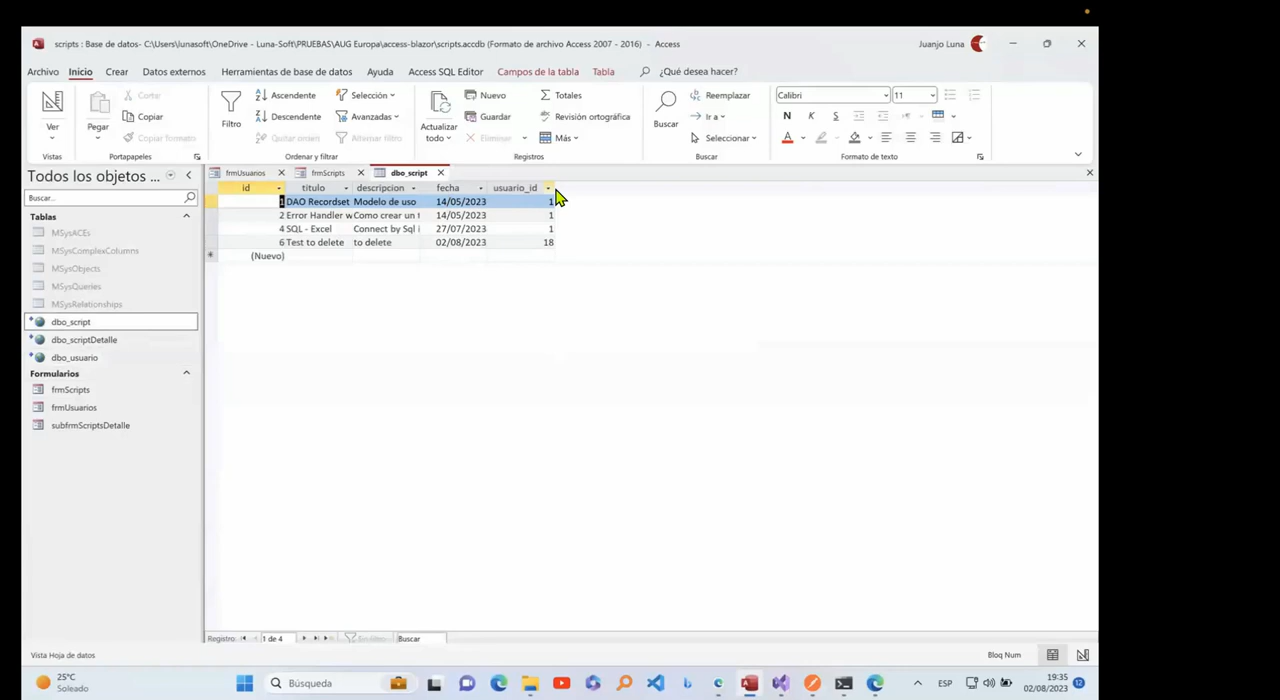 scripts : Base de datos- C:\Users\lunasoft\OneDrive - Luna-Soft\PRUEBAS\AUG Europa\access-blazor\scripts.accdb (Formato de archivo Access 2007 - 2016) - Access
Juanjo Luna
Archivo Inicio Crear Datos externos Herramientas de base de datos Ayuda Access SQL Editor Campos de la tabla Tabla ¿Qué desea hacer?
Ver
Vistas
Pegar
Cortar
Copiar
Copiar formato
Portapapeles
Filtro
Ascendente
Descendente
Quitar orden
Selección
Avanzadas
Alternar filtro
Ordenar y filtrar
Actualizar
todo
Nuevo
Guardar
Eliminar
Totales
Revisión ortográfica
Más
Registros
Buscar
Reemplazar
Ir a
Seleccionar
Buscar
Calibri 11
N K S
A
Formato de texto
Todos los objetos ...
Buscar...
Tablas
MSysACEs
MSysComplexColumns
MSysObjects
MSysQueries
MSysRelationships
dbo_script
dbo_scriptDetalle
dbo_usuario
Formularios
frmScripts
frmUsuarios
subfrmScriptsDetalle
frmUsuarios frmScripts dbo_script
id titulo descripcion fecha usuario_id
1 DAO Recordset Modelo de uso 14/05/2023 1
2 Error Handler w Como crear un t 14/05/2023 1
4 SQL - Excel Connect by Sql i 27/07/2023 1
6 Test to delete to delete 02/08/2023 18
(Nuevo)
Registro: 1 de 4 Buscar
Vista Hoja de datos
Bloq Num
25°C
Soleado
Búsqueda
ESP
19:35
02/08/2023
12